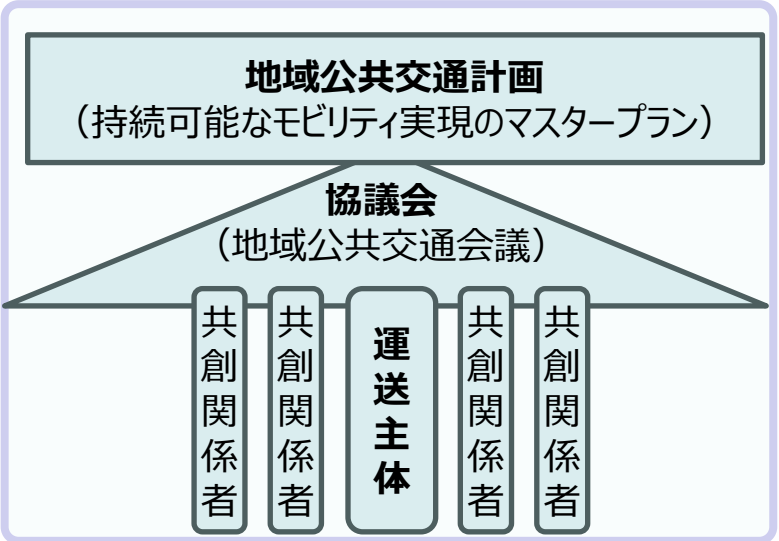 地域公共交通計画
（持続可能なモビリティ実現のマスタープラン）
協議会
（地域公共交通会議）
共創関係者
共創関係者
運送主体
共創関係者
共創関係者